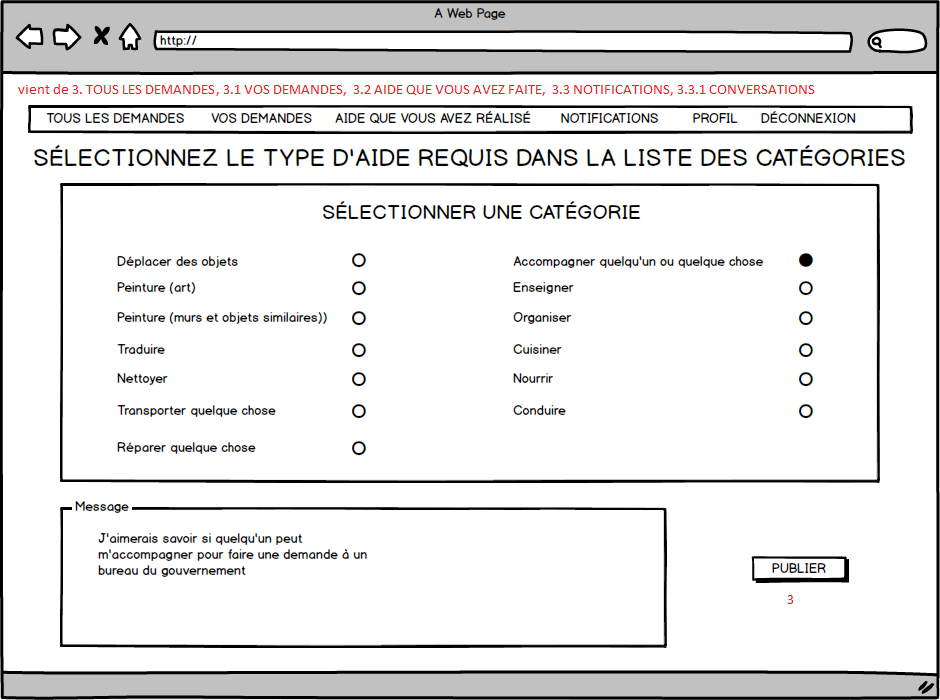 A Web Page
http://
vient de 3. TOUS LES DEMANDES, 3.1 VOS DEMANDES, 3.2 AIDE QUE VOUS AVEZ FAITE, 3.3 NOTIFICATIONS, 3.3.1 CONVERSATIONS
TOUS LES DEMANDES VOS DEMANDES AIDE QUE VOUS AVEZ RÉALISÉ NOTIFICATIONS PROFIL DÉCONNEXION
SÉLECTIONNEZ LE TYPE D'AIDE REQUIS DANS LA LISTE DES CATÉGORIES
SÉLECTIONNER UNE CATÉGORIE
Déplacer des objets
Peinture (art)
Peinture (murs et objets similaires))
Traduire
Nettoyer
Transporter quelque chose
Réparer quelque chose
Accompagner quelqu'un ou quelque chose
Enseigner
Organiser
Cuisiner
Nourrir
Conduire
Message
J'aimerais savoir si quelqu'un peut
m'accompagner pour faire une demande à un
bureau du gouvernement
PUBLIER
3